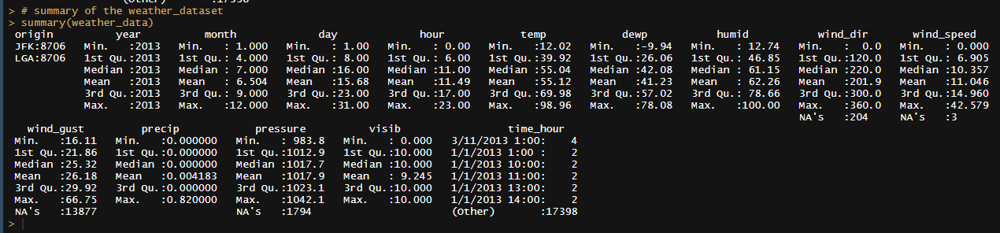 (Other)      :17398
> # summary of the weather_dataset
> summary(weather_data)
 origin          year          month             day             hour            temp            dewp           humid           wind_dir       wind_speed
 JFK:8706   Min.   :2013   Min.   : 1.000   Min.   : 1.00   Min.   : 0.00   Min.   :12.02   Min.   :-9.94   Min.   : 12.74   Min.   :  0.0   Min.   : 0.000
 LGA:8706   1st Qu.:2013   1st Qu.: 4.000   1st Qu.: 8.00   1st Qu.: 6.00   1st Qu.:39.92   1st Qu.:26.06   1st Qu.: 46.85   1st Qu.:120.0   1st Qu.: 6.905
            Median :2013   Median : 7.000   Median :16.00   Median :11.00   Median :55.04   Median :42.08   Median : 61.15   Median :220.0   Median :10.357
            Mean   :2013   Mean   : 6.504   Mean   :15.68   Mean   :11.49   Mean   :55.12   Mean   :41.23   Mean   : 62.26   Mean   :201.9   Mean   :11.046
            3rd Qu.:2013   3rd Qu.: 9.000   3rd Qu.:23.00   3rd Qu.:17.00   3rd Qu.:69.98   3rd Qu.:57.02   3rd Qu.: 78.66   3rd Qu.:300.0   3rd Qu.:14.960
            Max.   :2013   Max.   :12.000   Max.   :31.00   Max.   :23.00   Max.   :98.96   Max.   :78.08   Max.   :100.00   Max.   :360.0   Max.   :42.579
                                                                                                                             NA's   :204     NA's   :3
   wind_gust         precip            pressure          visib              time_hour
 Min.   :16.11   Min.   :0.000000   Min.   : 983.8   Min.   : 0.000   3/11/2013 1:00:    4
 1st Qu.:21.86   1st Qu.:0.000000   1st Qu.:1012.9   1st Qu.:10.000   1/1/2013 1:00 :    2
 Median :25.32   Median :0.000000   Median :1017.7   Median :10.000   1/1/2013 10:00:    2
 Mean   :26.18   Mean   :0.004183   Mean   :1017.9   Mean   : 9.245   1/1/2013 11:00:    2
 3rd Qu.:29.92   3rd Qu.:0.000000   3rd Qu.:1023.1   3rd Qu.:10.000   1/1/2013 13:00:    2
 Max.   :66.75   Max.   :0.820000   Max.   :1042.1   Max.   :10.000   1/1/2013 14:00:    2
 NA's   :13877                      NA's   :1794                      (Other)       :17398
>